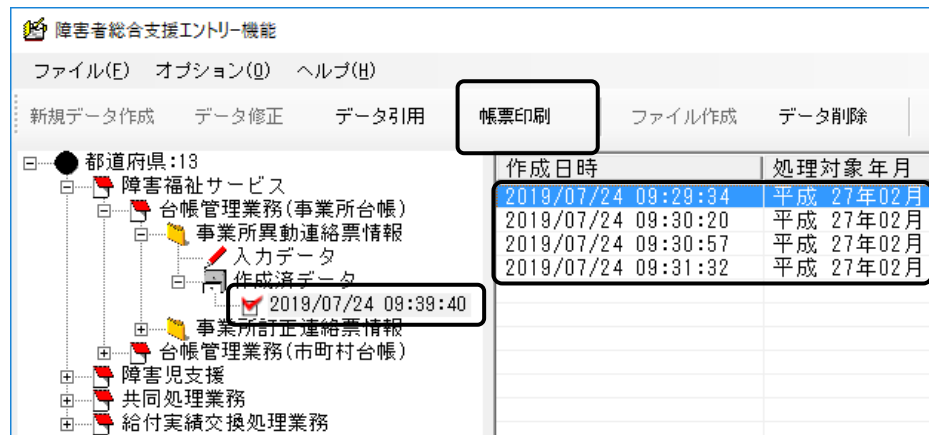 障害者総合支援エントリー機能
ファイル(F) オプション(O) ヘルプ(H)
新規データ作成 データ修正 データ引用 帳票印刷 ファイル作成 データ削除
都道府県:13
障害福祉サービス
台帳管理業務(事業所台帳)
事業所異動連絡票情報
入力データ
作成済データ
2019/07/24 09:39:40
事業所訂正連絡票情報
台帳管理業務(市町村台帳)
障害児支援
共同処理業務
給付実績交換処理業務
作成日時 処理対象年月
2019/07/24 09:29:34 平成 27年02月
2019/07/24 09:30:20 平成 27年02月
2019/07/24 09:30:57 平成 27年02月
2019/07/24 09:31:32 平成 27年02月